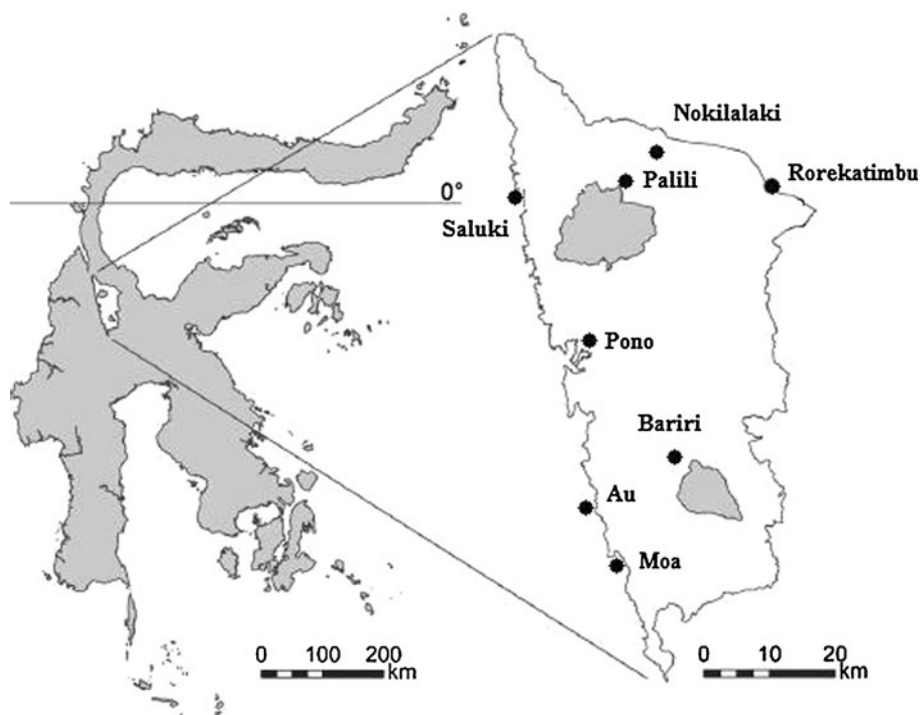 Nokilalaki
Palili
Rorekatimbu
0°
Saluki
Pono
Bariri
Au
Moa
0 100 200
km
0 10 20
km